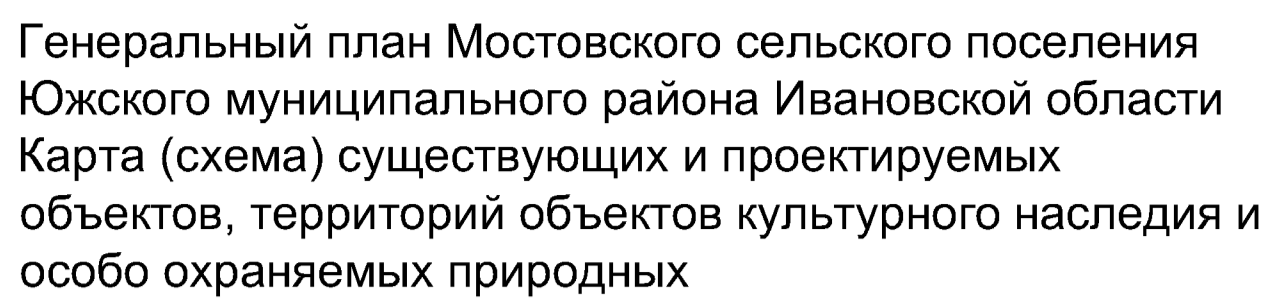 Генеральный план Мостовского сельского поселения
Южского муниципального района Ивановской области
Карта (схема) существующих и проектируемых
объектов, территорий объектов культурного наследия и
особо охраняемых природных